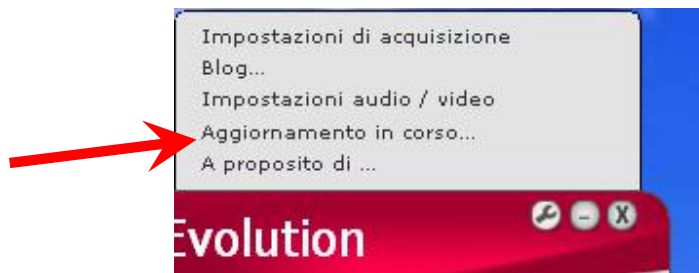 Impostazioni di acquisizione
Blog...
Impostazioni audio / video
Aggiornamento in corso...
A proposito di ...
Evolution